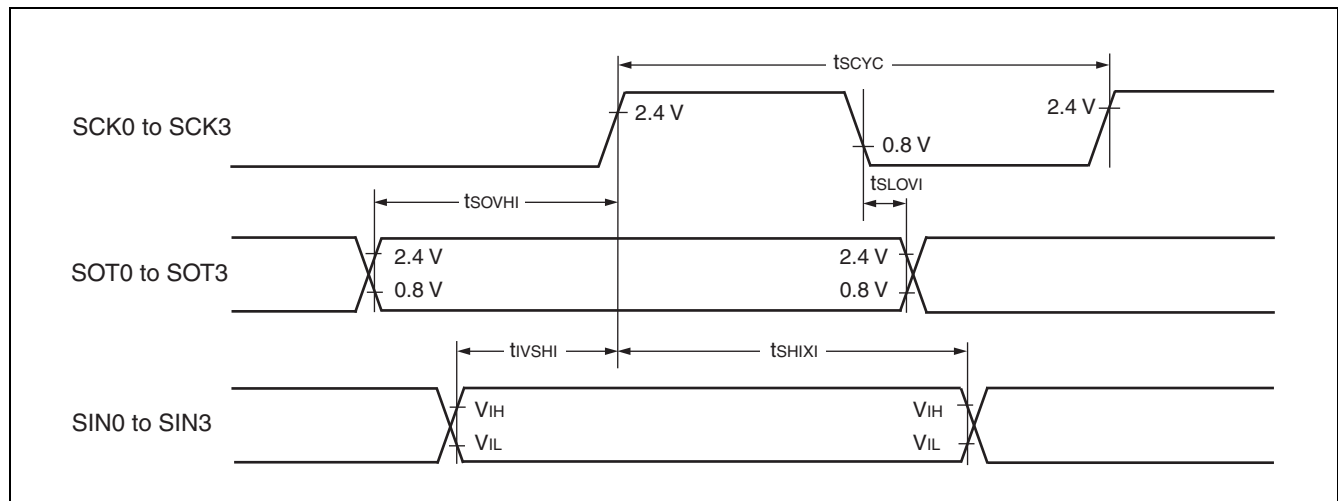 tSCYC
SCK0 to SCK3
2.4 V
0.8 V
2.4 V
tSOVHI
tSLOVI
SOT0 to SOT3
2.4 V
0.8 V
2.4 V
0.8 V
tIVSHI
tSHIXI
SIN0 to SIN3
VIH
VIL
VIH
VIL